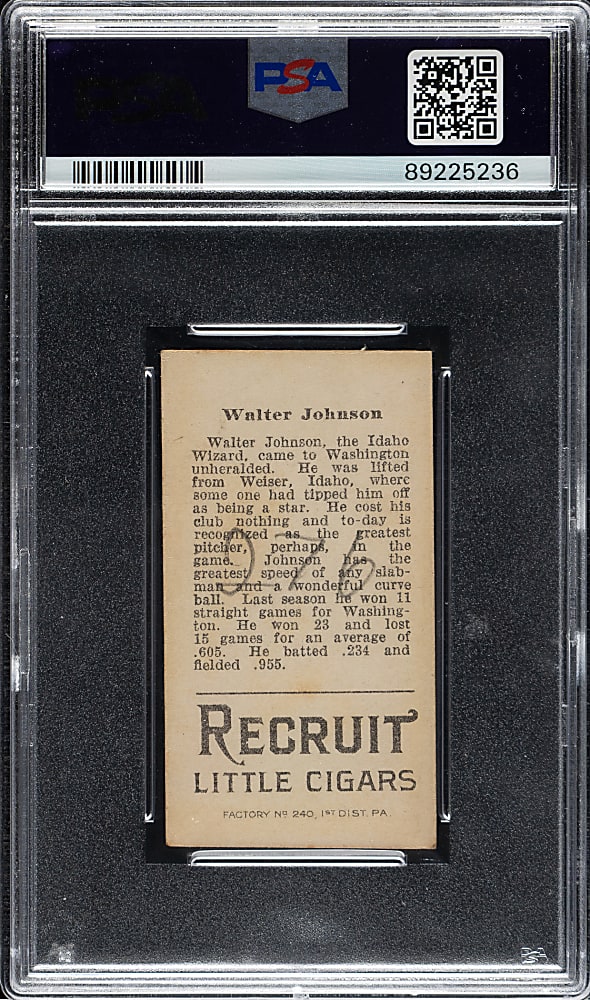 PSA
89225236
Walter Johnson
Walter Johnson, the Idaho
Wizard, came to Washington
unheralded. He was lifted
from Weiser, Idaho, where
some one had tipped him off
as being a star. He cost his
club nothing and to-day is
recognized as the greatest
pitcher, perhaps, in the
game. Johnson has the
greatest speed of any slab-
man and a wonderful curve
ball. Last season he won 11
straight games for Washing-
ton. He won 23 and lost
15 games for an average of
.605. He batted .234 and
fielded .955.
276
RECRUIT
LITTLE CIGARS
FACTORY Nº 240, 1ST DIST. PA.